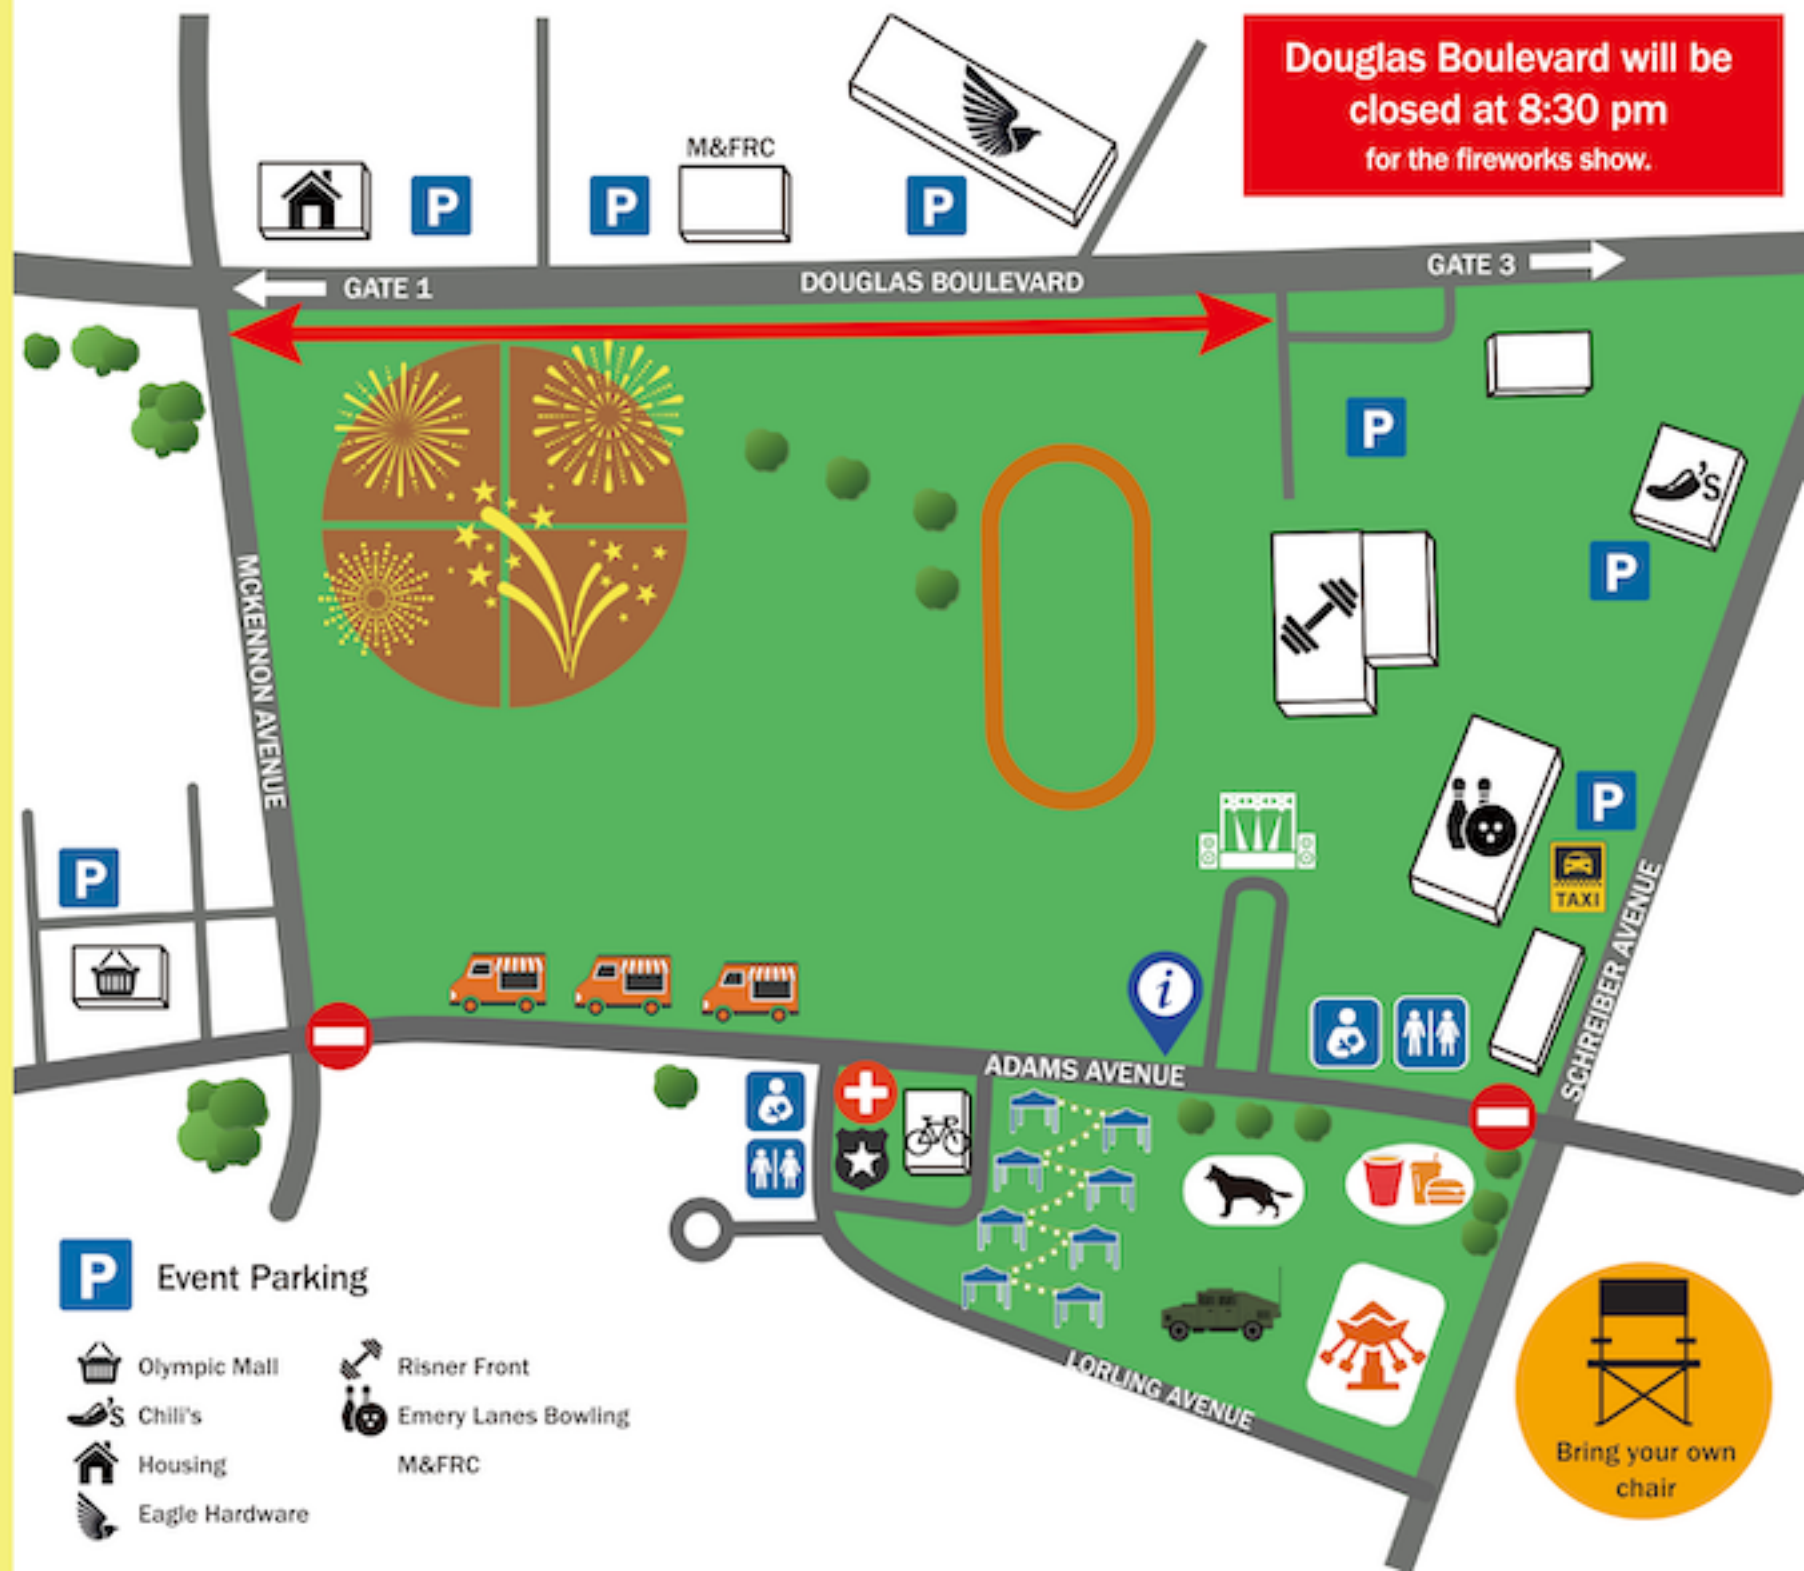 Douglas Boulevard will be
closed at 8:30 pm
for the fireworks show.
M&FRC
P
P
P
GATE 3
DOUGLAS BOULEVARD
GATE 1
P
'S
P
MCKENNON AVENUE
P
P
TAXI
SCHREIBER AVENUE
i
ADAMS AVENUE
LORLING AVENUE
P Event Parking
Olympic Mall
'S Chili's
Housing
Eagle Hardware
Risner Front
Emery Lanes Bowling
M&FRC
Bring your own
chair